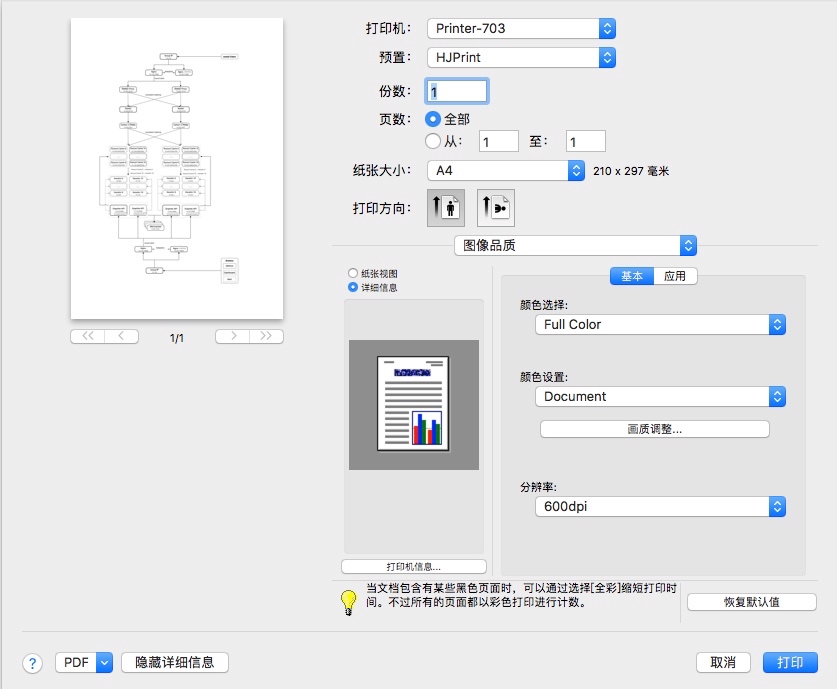 打印机：
Printer-703
预置：
HJPrint
份数：
1
页数：
全部
从：
1
至：
1
纸张大小：
A4
210 x 297 毫米
打印方向：
图像品质
纸张视图
详细信息
基本
应用
颜色选择:
Full Color
颜色设置:
Document
画质调整...
分辨率:
600dpi
1/1
打印机信息...
当文档包含有某些黑色页面时，可以通过选择[全彩]缩短打印时
间。不过所有的页面都以彩色打印进行计数。
恢复默认值
?
PDF
隐藏详细信息
取消
打印